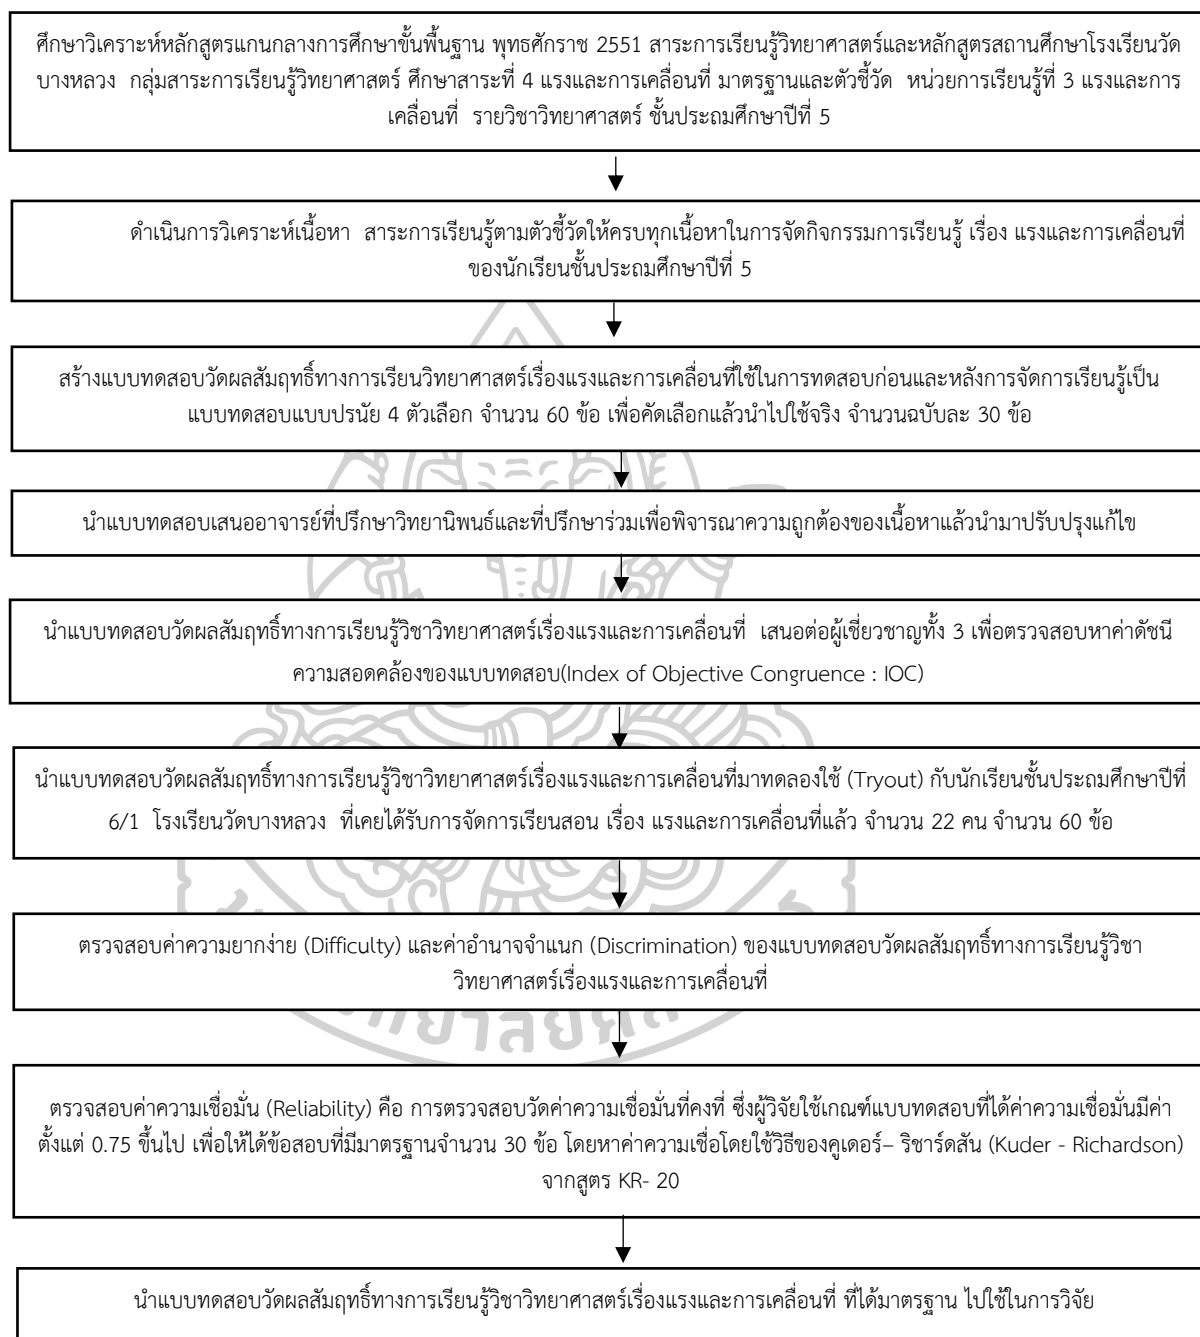 ศึกษาวิเคราะห์หลักสูตรแกนกลางการศึกษาขั้นพื้นฐาน พุทธศักราช 2551 สาระการเรียนรู้วิทยาศาสตร์และหลักสูตรสถานศึกษาโรงเรียนวัด
บางหลวง กลุ่มสาระการเรียนรู้วิทยาศาสตร์ ศึกษาสาระที่ 4 แรงและการเคลื่อนที่ มาตรฐานและตัวชี้วัด หน่วยการเรียนรู้ที่ 3 แรงและการ
เคลื่อนที่ รายวิชาวิทยาศาสตร์ ชั้นประถมศึกษาปีที่ 5
ดำเนินการวิเคราะห์เนื้อหา สาระการเรียนรู้ตามตัวชี้วัดให้ครบทุกเนื้อหาในการจัดกิจกรรมการเรียนรู้ เรื่อง แรงและการเคลื่อนที่
ของนักเรียนชั้นประถมศึกษาปีที่ 5
สร้างแบบทดสอบวัดผลสัมฤทธิ์ทางการเรียนวิทยาศาสตร์เรื่องแรงและการเคลื่อนที่ใช้ในการทดสอบก่อนและหลังการจัดการเรียนรู้เป็น
แบบทดสอบแบบปรนัย 4 ตัวเลือก จำนวน 60 ข้อ เพื่อคัดเลือกแล้วนำไปใช้จริง จำนวนฉบับละ 30 ข้อ
นำแบบทดสอบเสนออาจารย์ที่ปรึกษาวิทยานิพนธ์และที่ปรึกษาร่วมเพื่อพิจารณาความถูกต้องของเนื้อหาแล้วนำมาปรับปรุงแก้ไข
นำแบบทดสอบวัดผลสัมฤทธิ์ทางการเรียนรู้วิชาวิทยาศาสตร์เรื่องแรงและการเคลื่อนที่ เสนอต่อผู้เชี่ยวชาญทั้ง 3 เพื่อตรวจสอบหาค่าดัชนี
ความสอดคล้องของแบบทดสอบ(Index of Objective Congruence : IOC)
นำแบบทดสอบวัดผลสัมฤทธิ์ทางการเรียนรู้วิชาวิทยาศาสตร์เรื่องแรงและการเคลื่อนที่มาทดลองใช้ (Tryout) กับนักเรียนชั้นประถมศึกษาปีที่
6/1 โรงเรียนวัดบางหลวง ที่เคยได้รับการจัดการเรียนสอน เรื่อง แรงและการเคลื่อนที่แล้ว จำนวน 22 คน จำนวน 60 ข้อ
ตรวจสอบค่าความยากง่าย (Difficulty) และค่าอำนาจจำแนก (Discrimination) ของแบบทดสอบวัดผลสัมฤทธิ์ทางการเรียนรู้วิชา
วิทยาศาสตร์เรื่องแรงและการเคลื่อนที่
ตรวจสอบค่าความเชื่อมั่น (Reliability) คือ การตรวจสอบวัดค่าความเชื่อมั่นที่คงที่ ซึ่งผู้วิจัยใช้เกณฑ์แบบทดสอบที่ได้ค่าความเชื่อมั่นมีค่า
ตั้งแต่ 0.75 ขึ้นไป เพื่อให้ได้ข้อสอบที่มีมาตรฐานจำนวน 30 ข้อ โดยหาค่าความเชื่อโดยใช้วิธีของคูเดอร์– ริชาร์ดสัน (Kuder - Richardson)
จากสูตร KR- 20
นำแบบทดสอบวัดผลสัมฤทธิ์ทางการเรียนรู้วิชาวิทยาศาสตร์เรื่องแรงและการเคลื่อนที่ ที่ได้มาตรฐาน ไปใช้ในการวิจัย